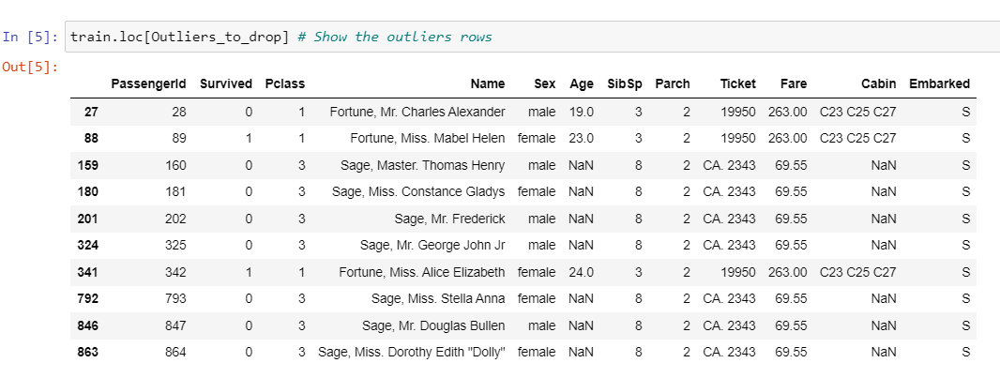 In [5]: train.loc[Outliers_to_drop] # Show the outliers rows
Out[5]:
PassengerId Survived Pclass Name Sex Age SibSp Parch Ticket Fare Cabin Embarked
27 28 0 1 Fortune, Mr. Charles Alexander male 19.0 3 2 19950 263.00 C23 C25 C27 S
88 89 1 1 Fortune, Miss. Mabel Helen female 23.0 3 2 19950 263.00 C23 C25 C27 S
159 160 0 3 Sage, Master. Thomas Henry male NaN 8 2 CA. 2343 69.55 NaN S
180 181 0 3 Sage, Miss. Constance Gladys female NaN 8 2 CA. 2343 69.55 NaN S
201 202 0 3 Sage, Mr. Frederick male NaN 8 2 CA. 2343 69.55 NaN S
324 325 0 3 Sage, Mr. George John Jr male NaN 8 2 CA. 2343 69.55 NaN S
341 342 1 1 Fortune, Miss. Alice Elizabeth female 24.0 3 2 19950 263.00 C23 C25 C27 S
792 793 0 3 Sage, Miss. Stella Anna female NaN 8 2 CA. 2343 69.55 NaN S
846 847 0 3 Sage, Mr. Douglas Bullen male NaN 8 2 CA. 2343 69.55 NaN S
863 864 0 3 Sage, Miss. Dorothy Edith "Dolly" female NaN 8 2 CA. 2343 69.55 NaN S